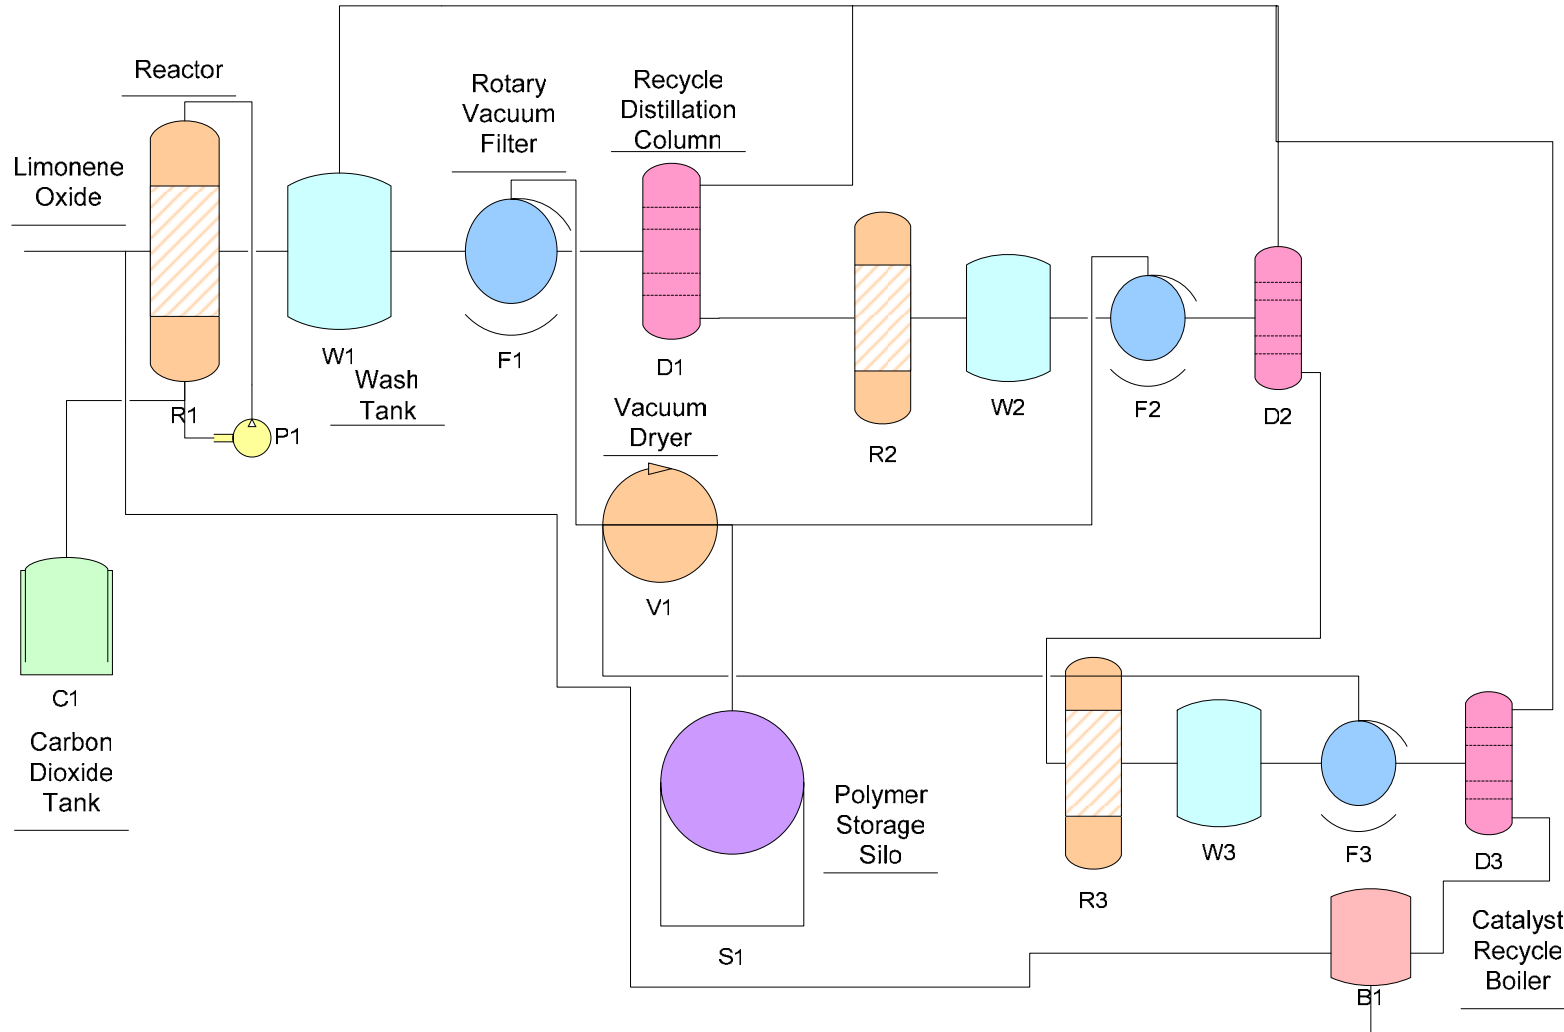 Reactor
Limonene
Oxide
Rotary
Vacuum
Filter
Recycle
Distillation
Column
W1
F1
D1
Wash
Tank
R1
P1
Vacuum
Dryer
R2
W2
F2
D2
V1
C1
Carbon
Dioxide
Tank
Polymer
Storage
Silo
S1
R3
W3
F3
D3
Catalyst
Recycle
Boiler
B1